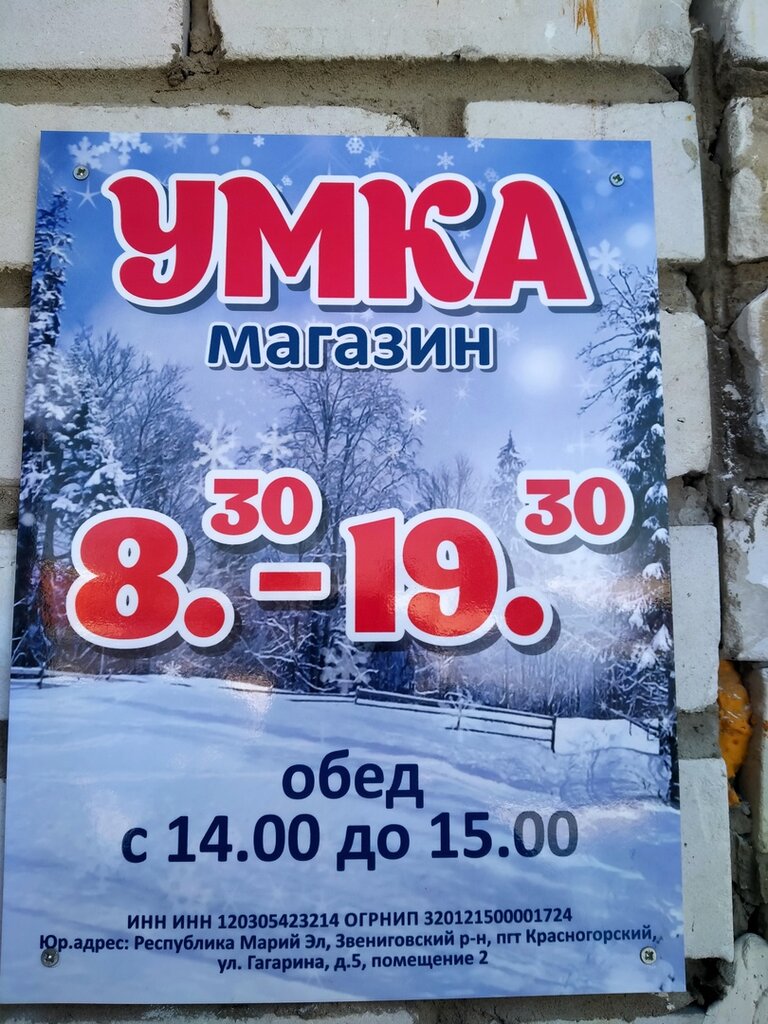 УМКА
магазин
8.30 - 19.30
обед
с 14.00 до 15.00
ИНН ИНН 120305423214 ОГРНИП 320121500001724
Юр.адрес: Республика Марий Эл, Звениговский р-н, пгт Красногорский,
ул. Гагарина, д.5, помещение 2